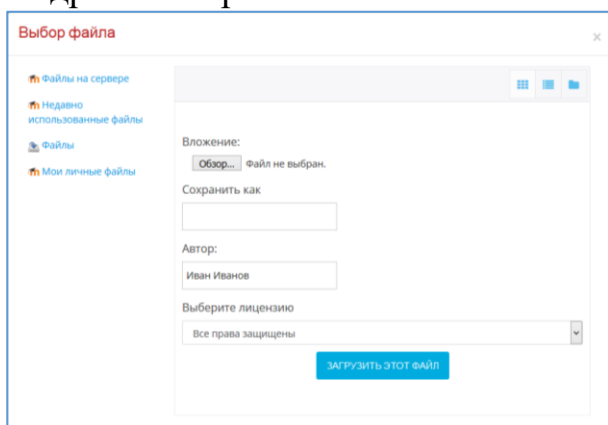 Выбор файла
×
Файлы на сервере
Недавно
использованные файлы
Файлы
Мои личные файлы
Вложение:
Обзор... Файл не выбран.
Сохранить как
Автор:
Иван Иванов
Выберите лицензию
Все права защищены
ЗАГРУЗИТЬ ЭТОТ ФАЙЛ